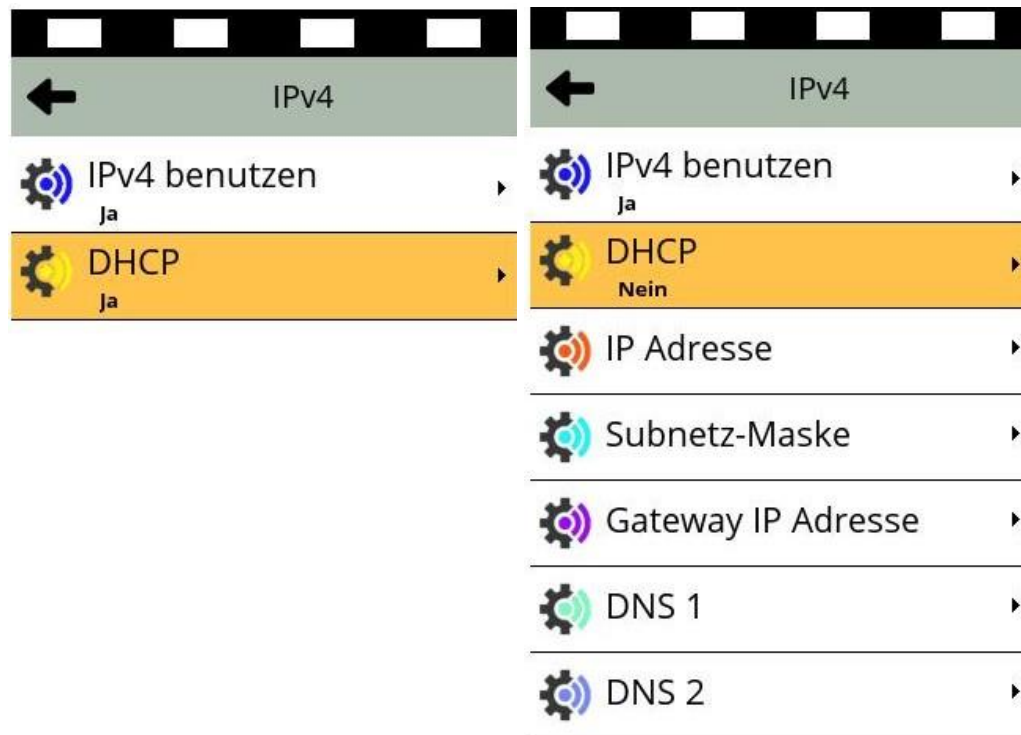 IPv4
IPv4 benutzen
Ja
DHCP
Ja
IPv4
IPv4 benutzen
Ja
DHCP
Nein
IP Adresse
Subnetz-Maske
Gateway IP Adresse
DNS 1
DNS 2